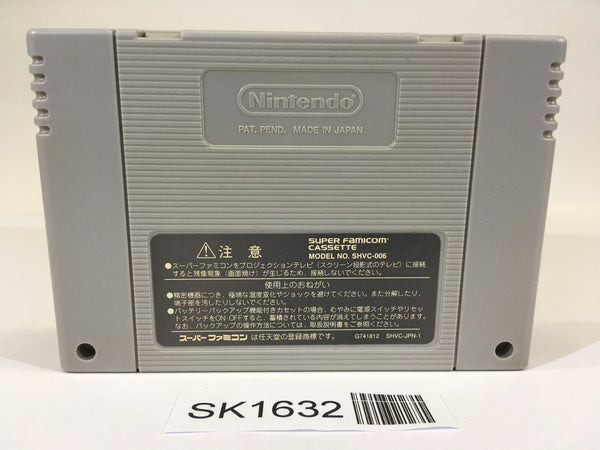 Nintendo®
PAT. PEND. MADE IN JAPAN
⚠注意
SUPER FAMICOM™
CASSETTE
MODEL NO. SHVC-006
●スーパーファミコンをプロジェクションテレビ(スクリーン投影式のテレビ)に接続
すると残像現象(画面焼け)が生じるため、接続しないでください。
使用上のおねがい
●精密機器につき、極端な温度変化やショックを避けてください。また分解したり、
端子部を汚したりしないでください。
●バッテリーバックアップ機能付きカセットの場合、むやみに電源スイッチやリセッ
トスイッチをON・OFFすると、蓄積されている内容が消えてしまうことがあります。
なお、バックアップの操作方法については、取扱説明書をご参照ください。
スーパーファミコンは任天堂の登録商標です。 G741812 SHVC-JPN-1
SK1632